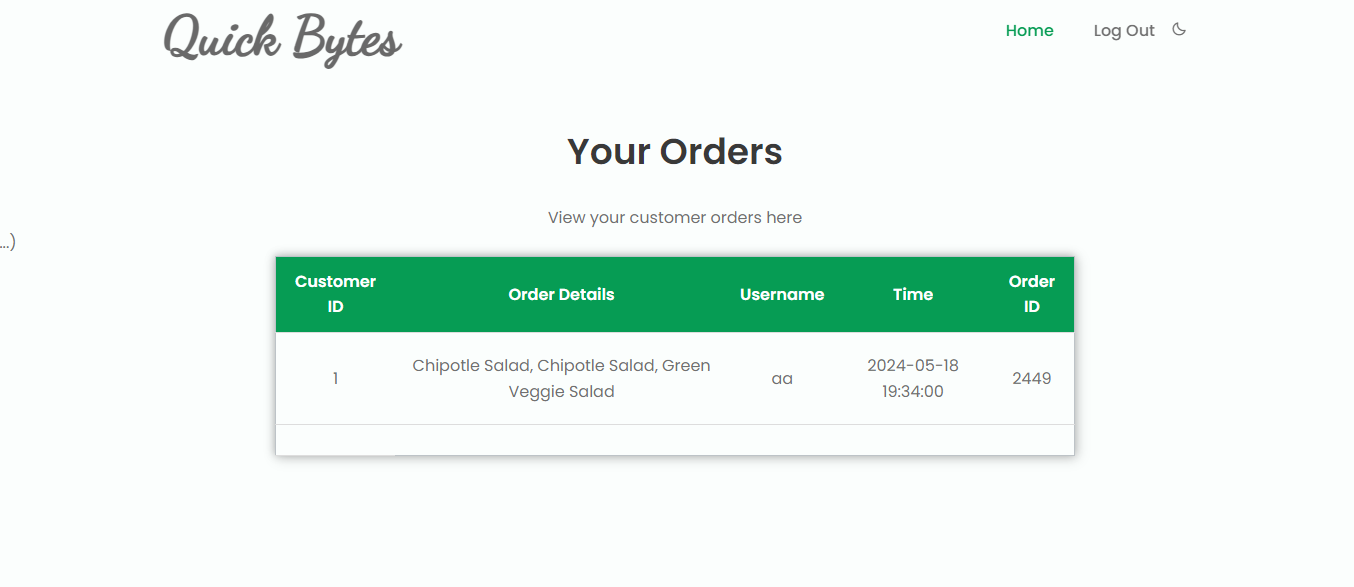 Quick Bytes
Home
Log Out
Your Orders
View your customer orders here
...)
Customer
ID
Order Details
Username
Time
Order
ID
1
Chipotle Salad, Chipotle Salad, Green
Veggie Salad
aa
2024-05-18
19:34:00
2449